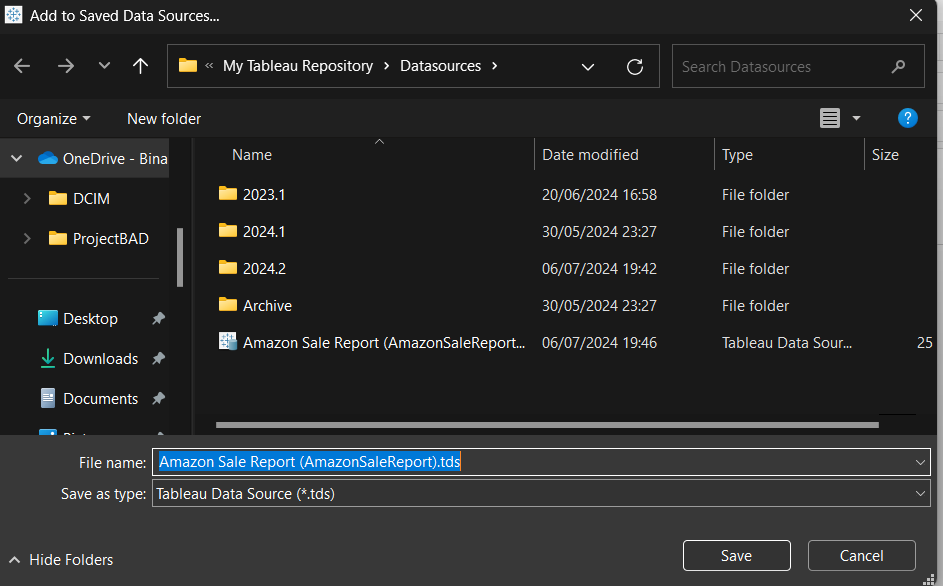 Add to Saved Data Sources...
« My Tableau Repository > Datasources >
Search Datasources
Organize
New folder
?
Name
Date modified
Type
Size
OneDrive - Bina
DCIM
ProjectBAD
Desktop
Downloads
Documents
2023.1 20/06/2024 16:58 File folder
2024.1 30/05/2024 23:27 File folder
2024.2 06/07/2024 19:42 File folder
Archive 30/05/2024 23:27 File folder
Amazon Sale Report (AmazonSaleReport... 06/07/2024 19:46 Tableau Data Sour... 25
File name: Amazon Sale Report (AmazonSaleReport).tds
Save as type: Tableau Data Source (*.tds)
Hide Folders
Save
Cancel